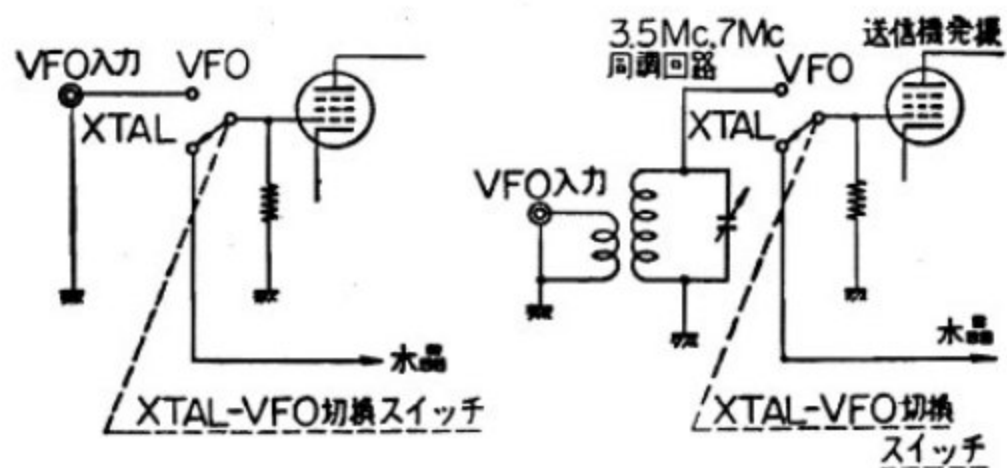 VFO入力
VFO
XTAL
水晶
XTAL-VFO切換スイッチ
3.5Mc.7Mc
同調回路
送信機発振
VFO
XTAL
VFO入力
水晶
XTAL-VFO切換
スイッチ